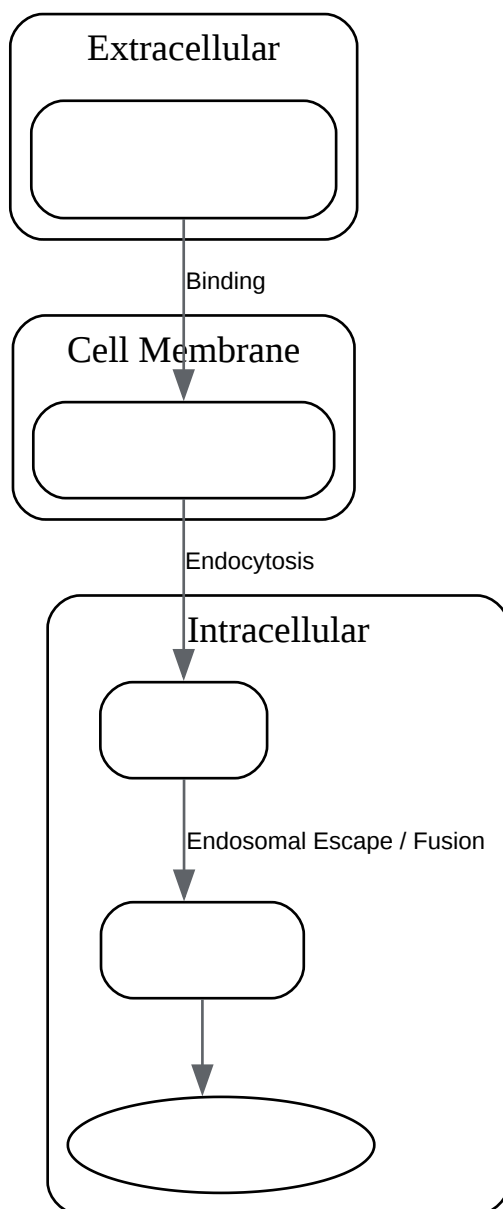 Extracellular
Binding
Cell Membrane
Endocytosis
Intracellular
Endosomal Escape / Fusion